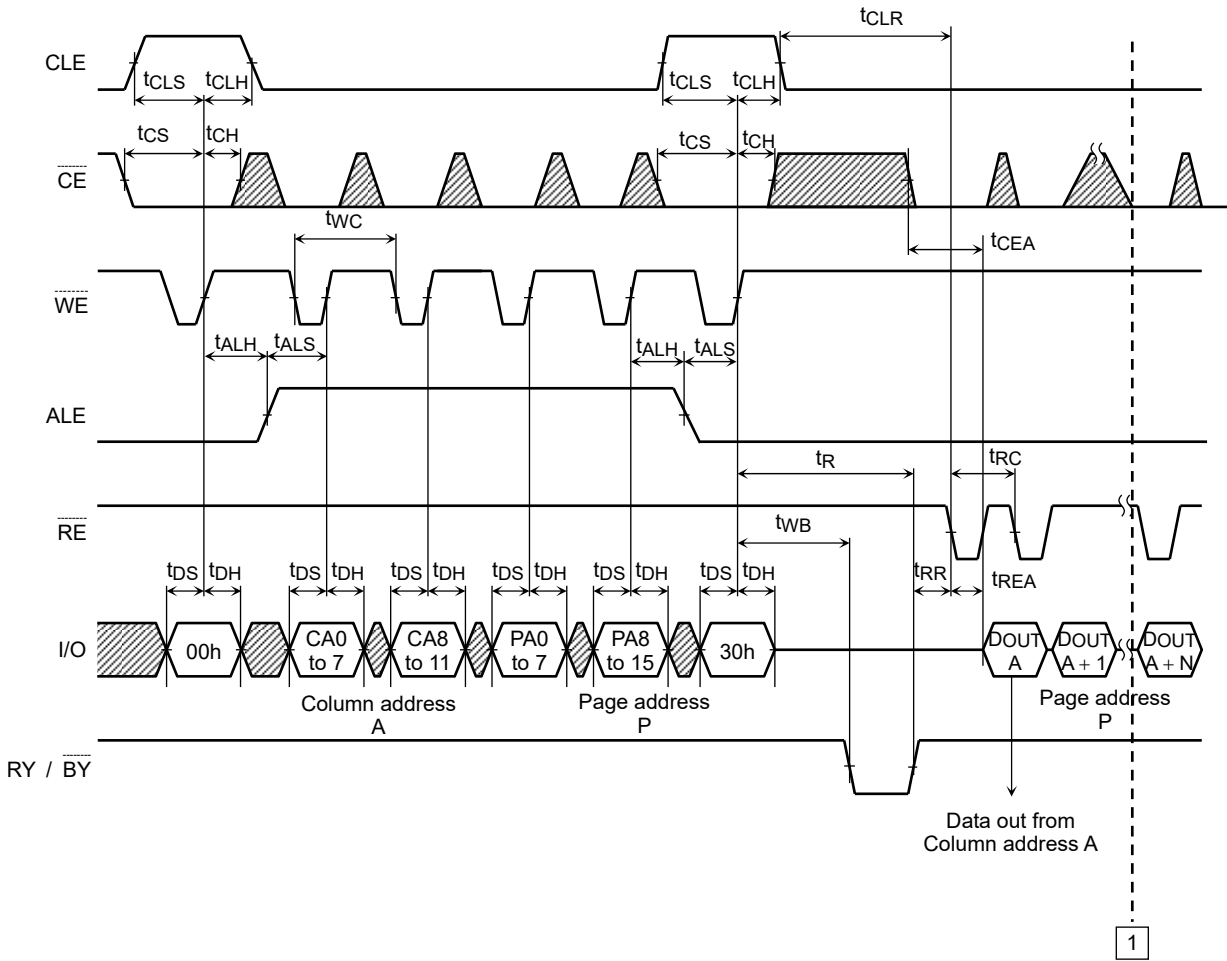 tCLR
CLE
tCLS tCLH tCLS tCLH
tCS tCH tCS tCH
CE
tWC
tCEA
WE
tALH tALS tALH tALS
ALE
tR tRC
RE
tWB
tDS tDH tDS tDH tDS tDH tDS tDH tDS tDH tDS tDH tRR tREA
I/O
00h
CA0 to 7
CA8 to 11
PA0 to 7
PA8 to 15
30h
DOUT A
DOUT A + 1
DOUT A + N
Column address
A
Page address
P
Page address
P
RY / BY
Data out from
Column address A
1